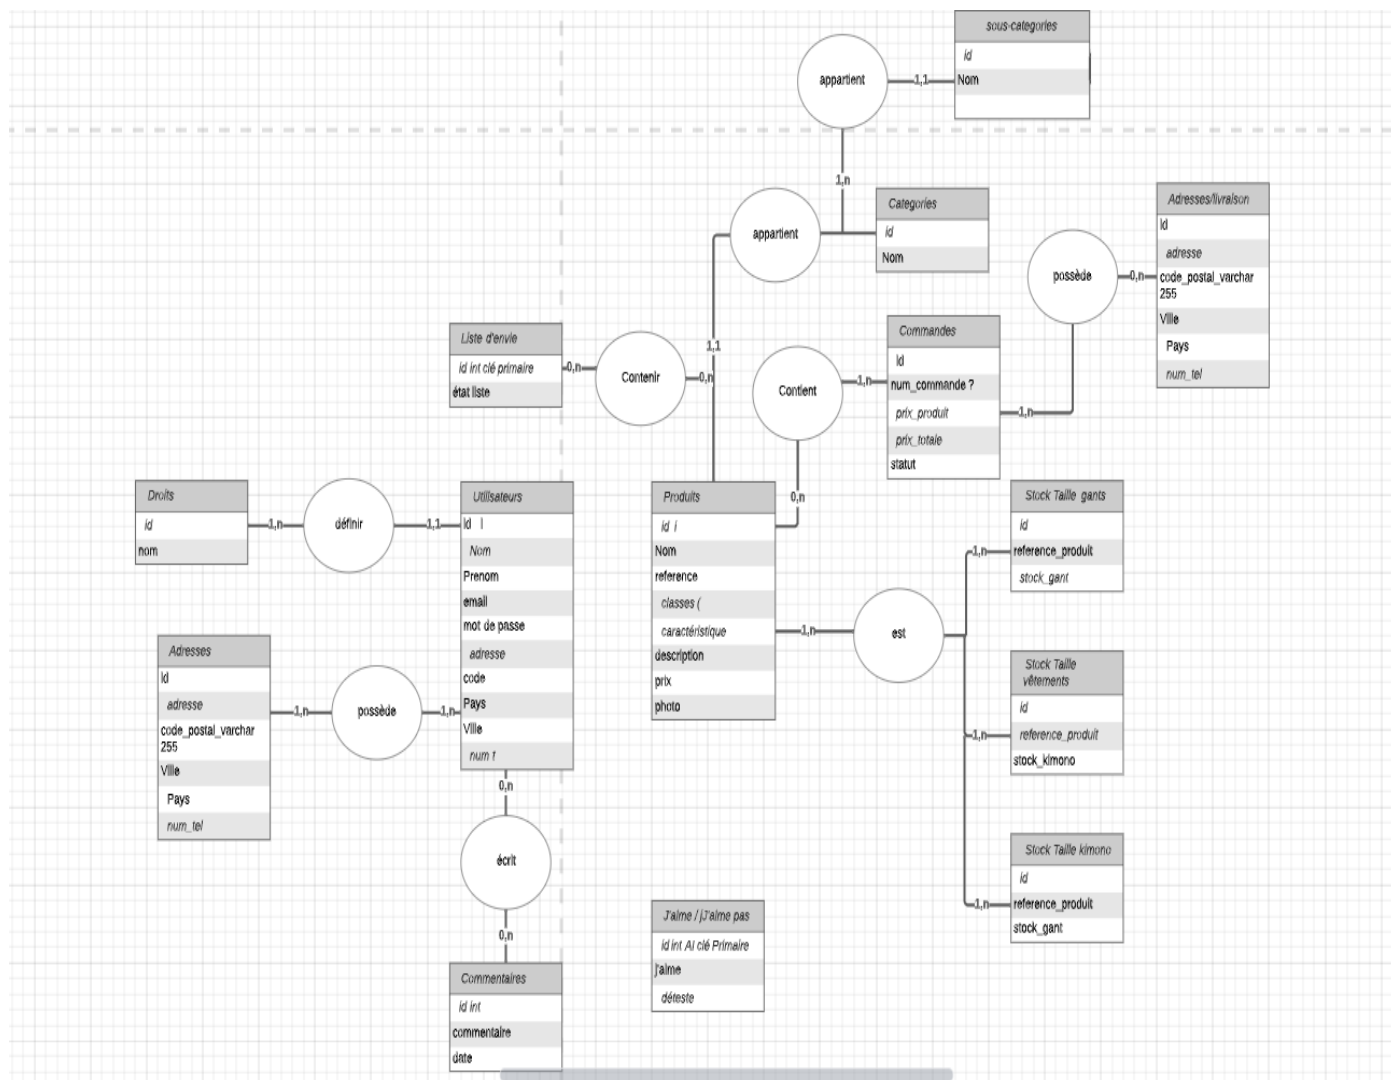 sous-categories
id
Nom
appartient
1,1
1,n
appartient
Categories
id
Nom
1,1
Adresses/livraison
Id
adresse
code_postal_varchar
255
Ville
Pays
num_tel
possède
0,n
1,n
Commandes
Id
num_commande ?
prix_produit
prix_totale
statut
Contient
1,n
0,n
Liste d'envie
id int clé primaire
état liste
0,n
Contenir
0,n
Droits
id
nom
1,n
définir
1,1
Utilisateurs
Id
Nom
Prenom
email
mot de passe
adresse
code
Pays
Ville
num t
Produits
id i
Nom
reference
classes (
caractéristique
description
prix
photo
1,n
est
1,n
Stock Taille gants
id
reference_produit
stock_gant
1,n
Stock Taille
vêtements
id
reference_produit
stock_kimono
1,n
Stock Taille kimono
id
reference_produit
stock_gant
Adresses
Id
adresse
code_postal_varchar
255
Ville
Pays
num_tel
1,n
possède
1,n
0,n
écrit
0,n
Commentaires
id int
commentaire
date
J'aime / jJ'aime pas
id int AI clé Primaire
j'aime
déteste